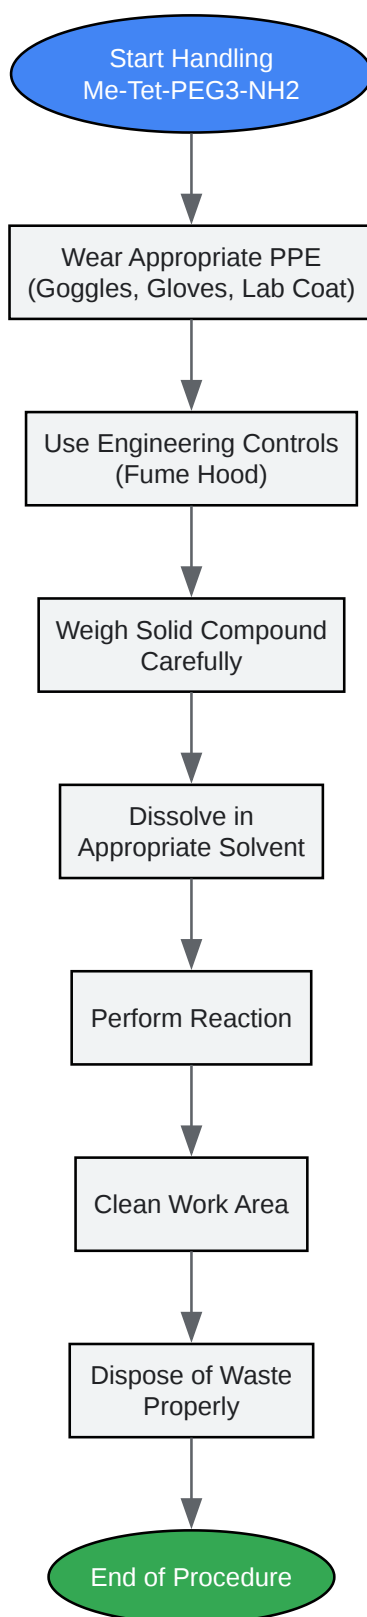 Start Handling
Me-Tet-PEG3-NH2
Wear Appropriate PPE
(Goggles, Gloves, Lab Coat)
Use Engineering Controls
(Fume Hood)
Weigh Solid Compound
Carefully
Dissolve in
Appropriate Solvent
Perform Reaction
Clean Work Area
Dispose of Waste
Properly
End of Procedure